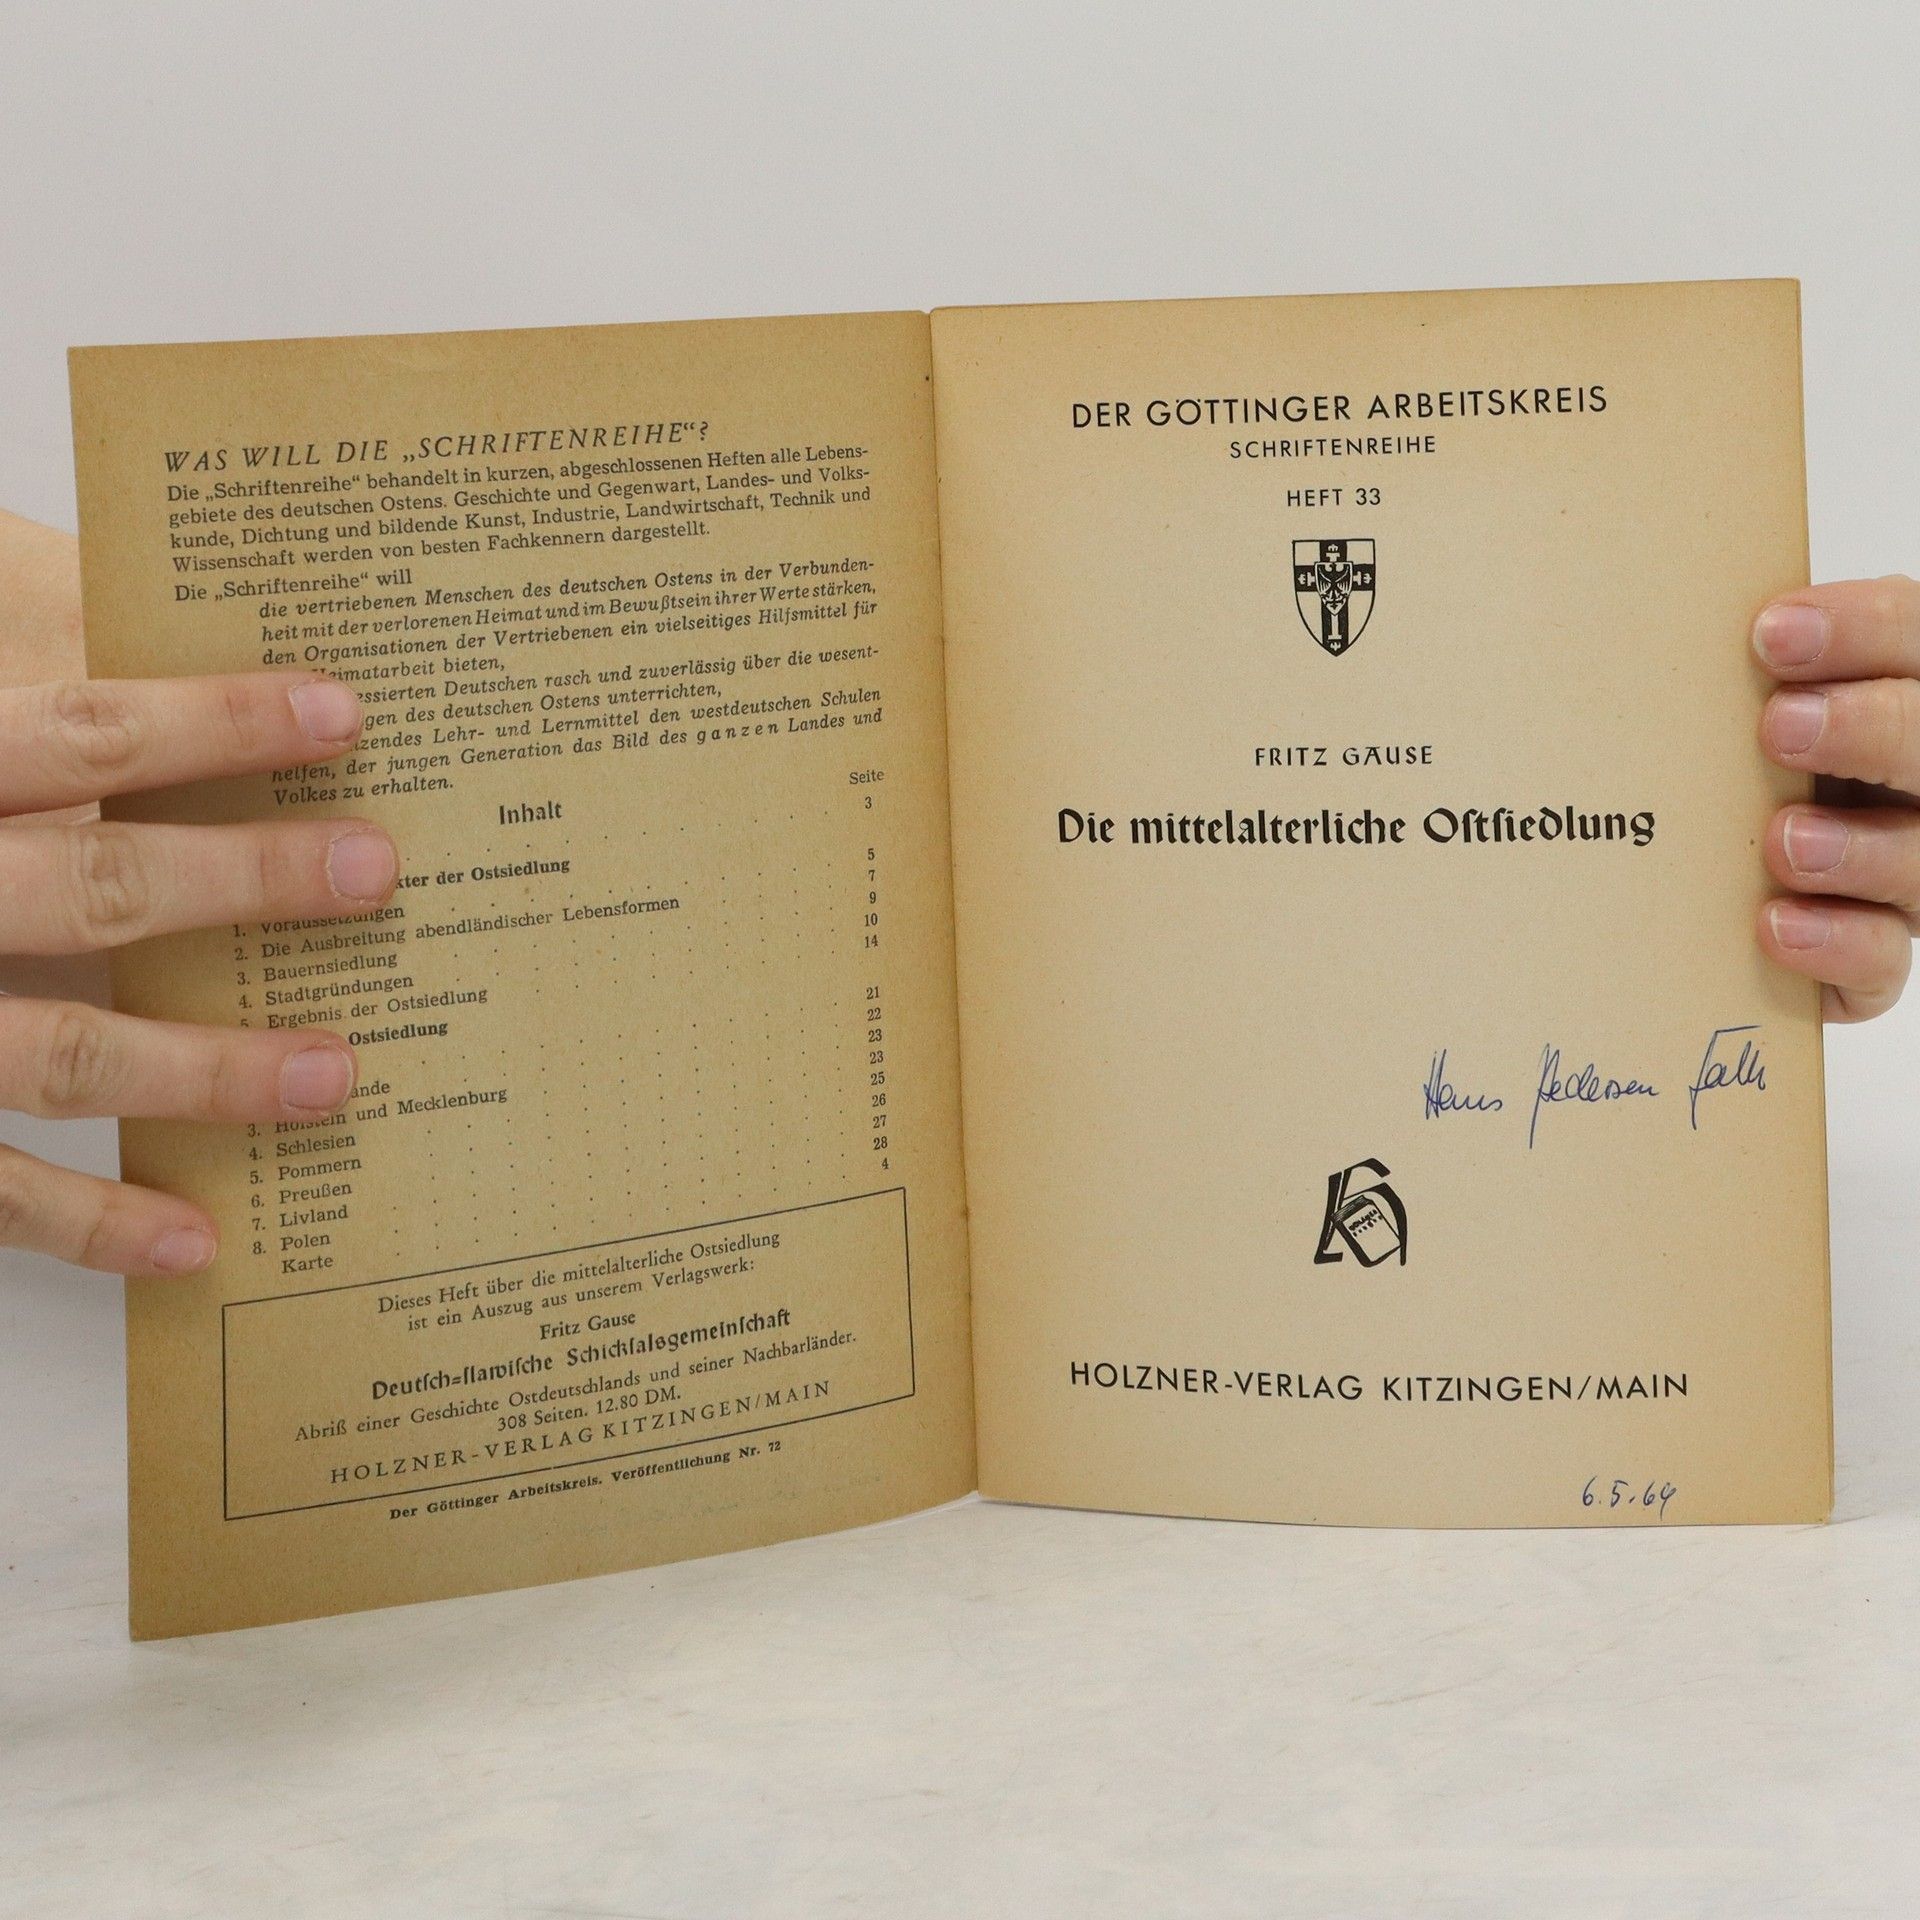 WAS WILL DIE „SCHRIFTENREIHE“?
Die „Schriftenreihe“ behandelt in kurzen, abgeschlossenen Heften alle Lebens-
gebiete des deutschen Ostens. Geschichte und Gegenwart, Landes- und Volks-
kunde, Dichtung und bildende Kunst, Industrie, Landwirtschaft, Technik und
Wissenschaft werden von besten Fachkennern dargestellt.
Die „Schriftenreihe“ will
die vertriebenen Menschen des deutschen Ostens in der Verbunden-
heit mit der verlorenen Heimat und im Bewußtsein ihrer Werte stärken,
den Organisationen der Vertriebenen ein vielseitiges Hilfsmittel für
Heimatarbeit bieten,
essierten Deutschen rasch und zuverlässig über die wesent-
gen des deutschen Ostens unterrichten,
zendes Lehr- und Lernmittel den westdeutschen Schulen
helfen, der jungen Generation das Bild des ganzen Landes und
Volkes zu erhalten.
Inhalt Seite
3
kter der Ostsiedlung
1. Voraussetzungen 5
2. Die Ausbreitung abendländischer Lebensformen 7
3. Bauernsiedlung 9
4. Stadtgründungen 10
5. Ergebnis der Ostsiedlung 14
Ostsiedlung
21
ande 22
3. Holstein und Mecklenburg 23
4. Schlesien 23
5. Pommern 25
6. Preußen 26
7. Livland 27
8. Polen 28
Karte 4
Dieses Heft über die mittelalterliche Ostsiedlung
ist ein Auszug aus unserem Verlagswerk:
Fritz Gause
Deutſch=ſlawiſche Schickſalsgemeinſchaft
Abriß einer Geschichte Ostdeutschlands und seiner Nachbarländer.
308 Seiten. 12.80 DM.
HOLZNER-VERLAG KITZINGEN/MAIN
Der Göttinger Arbeitskreis. Veröffentlichung Nr. 72
DER GÖTTINGER ARBEITSKREIS
SCHRIFTENREIHE
HEFT 33
FRITZ GAUSE
Die mittelalterliche Oſtſiedlung
Hans Pedersen Falk
HOLZNER-VERLAG KITZINGEN/MAIN
6.5.64